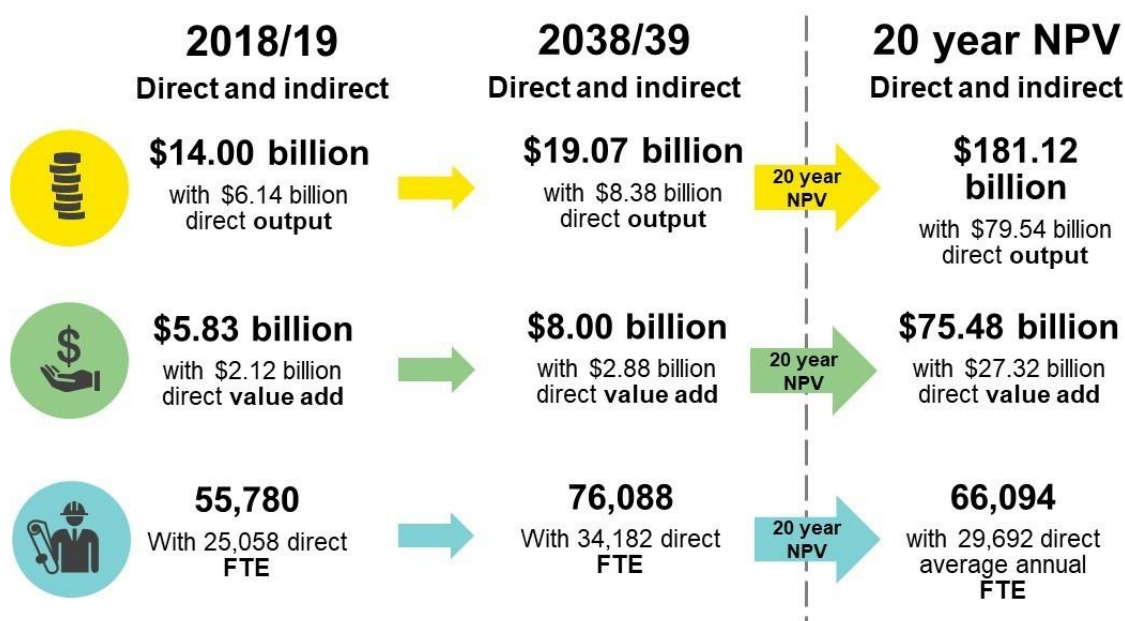 2018/19
Direct and indirect
2038/39
Direct and indirect
20 year NPV
Direct and indirect
$14.00 billion
with $6.14 billion
direct output
$19.07 billion
with $8.38 billion
direct output
20 year
NPV
$181.12
billion
with $79.54 billion
direct output
$
$5.83 billion
with $2.12 billion
direct value add
$8.00 billion
with $2.88 billion
direct value add
20 year
NPV
$75.48 billion
with $27.32 billion
direct value add
55,780
With 25,058 direct
FTE
76,088
With 34,182 direct
FTE
20 year
NPV
66,094
with 29,692 direct
average annual
FTE